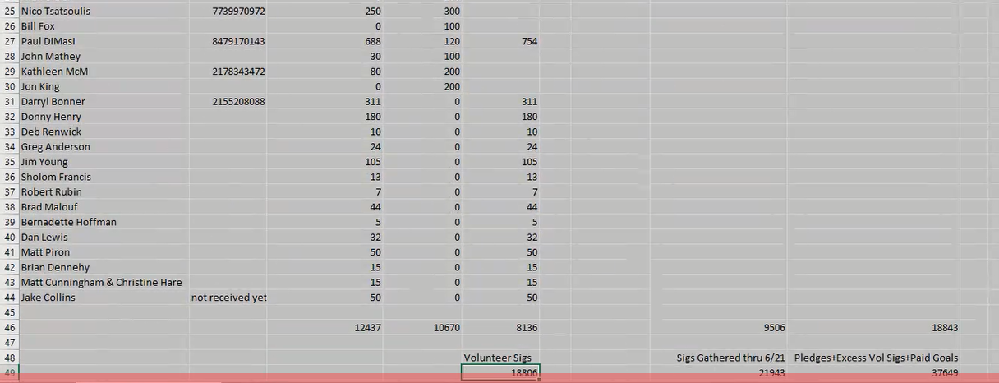 25 Nico Tsatsoulis 7739970972 250 300
26 Bill Fox 0 100
27 Paul DiMasi 8479170143 688 120 754
28 John Mathey 30 100
29 Kathleen McM 2178343472 80 200
30 Jon King 0 200
31 Darryl Bonner 2155208088 311 0 311
32 Donny Henry 180 0 180
33 Deb Renwick 10 0 10
34 Greg Anderson 24 0 24
35 Jim Young 105 0 105
36 Sholom Francis 13 0 13
37 Robert Rubin 7 0 7
38 Brad Malouf 44 0 44
39 Bernadette Hoffman 5 0 5
40 Dan Lewis 32 0 32
41 Matt Piron 50 0 50
42 Brian Dennehy 15 0 15
43 Matt Cunningham & Christine Hare 15 0 15
44 Jake Collins not received yet 50 0 50
45
46 12437 10670 8136 9506 18843
47
48 Volunteer Sigs Sigs Gathered thru 6/21 Pledges+Excess Vol Sigs+Paid Goals
49 18806 21943 37649